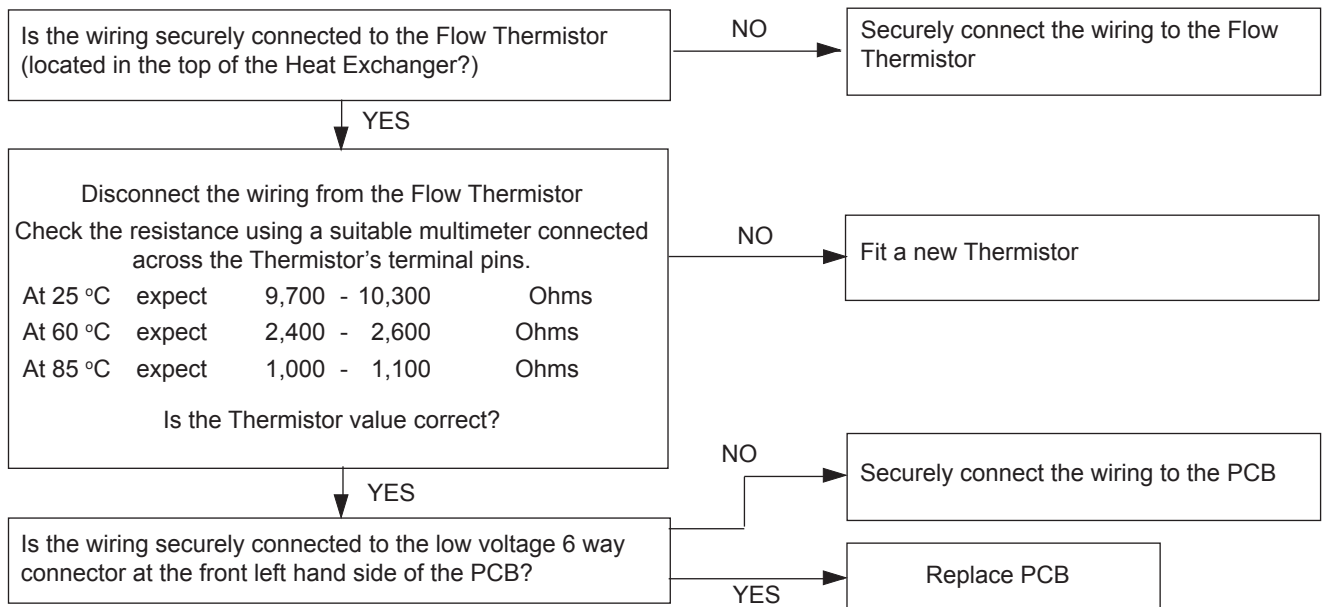 Is the wiring securely connected to the Flow Thermistor
(located in the top of the Heat Exchanger?)
NO
Securely connect the wiring to the Flow
Thermistor
YES
Disconnect the wiring from the Flow Thermistor
Check the resistance using a suitable multimeter connected
across the Thermistor’s terminal pins.
At 25 °C expect 9,700 - 10,300 Ohms
At 60 °C expect 2,400 - 2,600 Ohms
At 85 °C expect 1,000 - 1,100 Ohms
Is the Thermistor value correct?
NO
Fit a new Thermistor
YES
Is the wiring securely connected to the low voltage 6 way
connector at the front left hand side of the PCB?
NO
Securely connect the wiring to the PCB
YES
Replace PCB